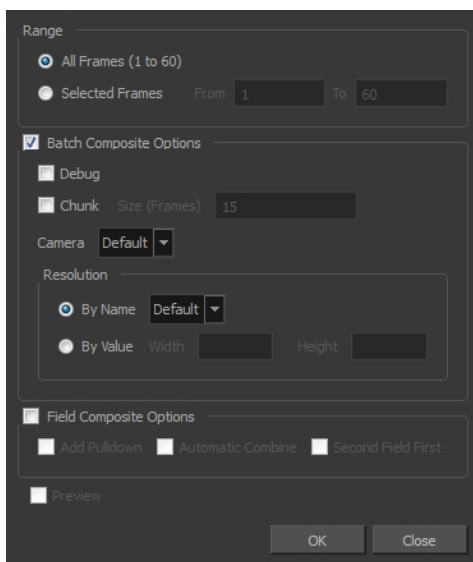 Range
All Frames (1 to 60)
Selected Frames From 1 To 60
Batch Composite Options
Debug
Chunk Size (Frames) 15
Camera Default
Resolution
By Name Default
By Value Width Height
Field Composite Options
Add Pulldown Automatic Combine Second Field First
Preview
OK Close